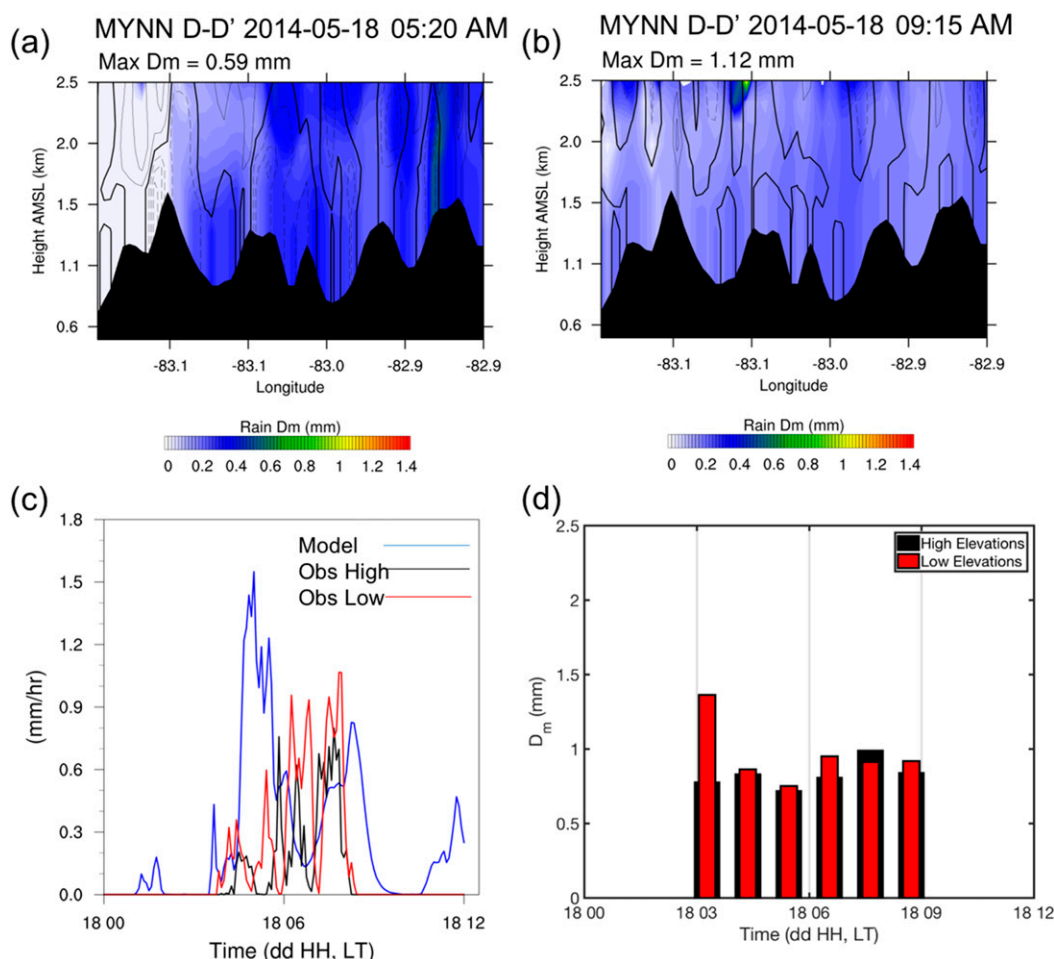 (a)
MYNN D-D’ 2014-05-18 05:20 AM
Max Dm = 0.59 mm
2.5
2.0
1.5
1.1
0.6
Height AMSL (km)
-83.1 -83.1 -83.0 -82.9 -82.9
Longitude
Rain Dm (mm)
0 0.2 0.4 0.6 0.8 1 1.2 1.4
(b)
MYNN D-D’ 2014-05-18 09:15 AM
Max Dm = 1.12 mm
2.5
2.0
1.5
1.1
0.6
Height AMSL (km)
-83.1 -83.1 -83.0 -82.9 -82.9
Longitude
Rain Dm (mm)
0 0.2 0.4 0.6 0.8 1 1.2 1.4
(c)
1.8
1.5
1.2
0.9
0.6
0.3
0.0
(mm/hr)
Model
Obs High
Obs Low
18 00 18 06 18 12
Time (dd HH, LT)
(d)
2.5
2
1.5
1
0.5
0
D_m (mm)
High Elevations
Low Elevations
18 00 18 03 18 06 18 09 18 12
Time (dd HH, LT)